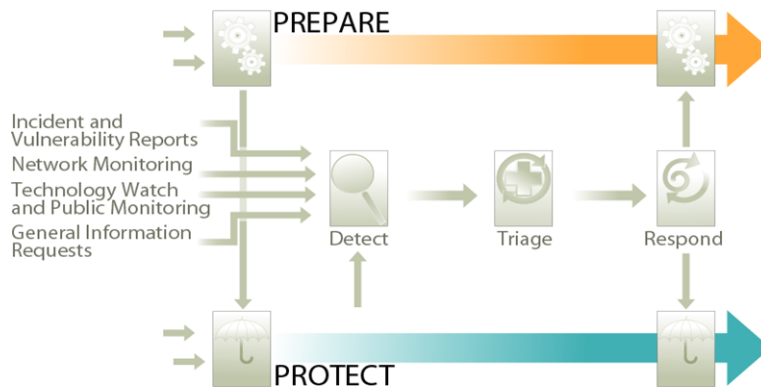 PREPARE
Incident and
Vulnerability Reports
Network Monitoring
Technology Watch
and Public Monitoring
General Information
Requests
Detect
Triage
Respond
PROTECT